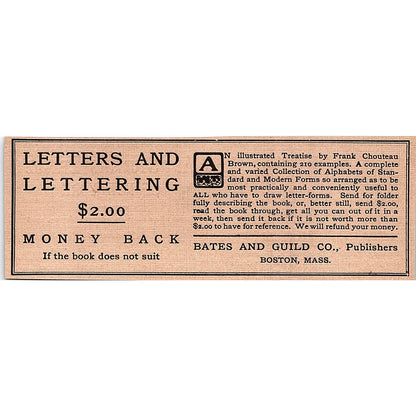 LETTERS AND
LETTERING
$2.00
MONEY BACK
If the book does not suit
AN illustrated Treatise by Frank Chouteau
Brown, containing 210 examples. A complete
and varied Collection of Alphabets of Stan-
dard and Modern Forms so arranged as to be
most practically and conveniently useful to
ALL who have to draw letter-forms. Send for folder
fully describing the book, or, better still, send $2.00,
read the book through, get all you can out of it in a
week, then send it back if it is not worth more than
$2.00 to have for reference. We will refund your money.
BATES AND GUILD CO., Publishers
BOSTON, MASS.